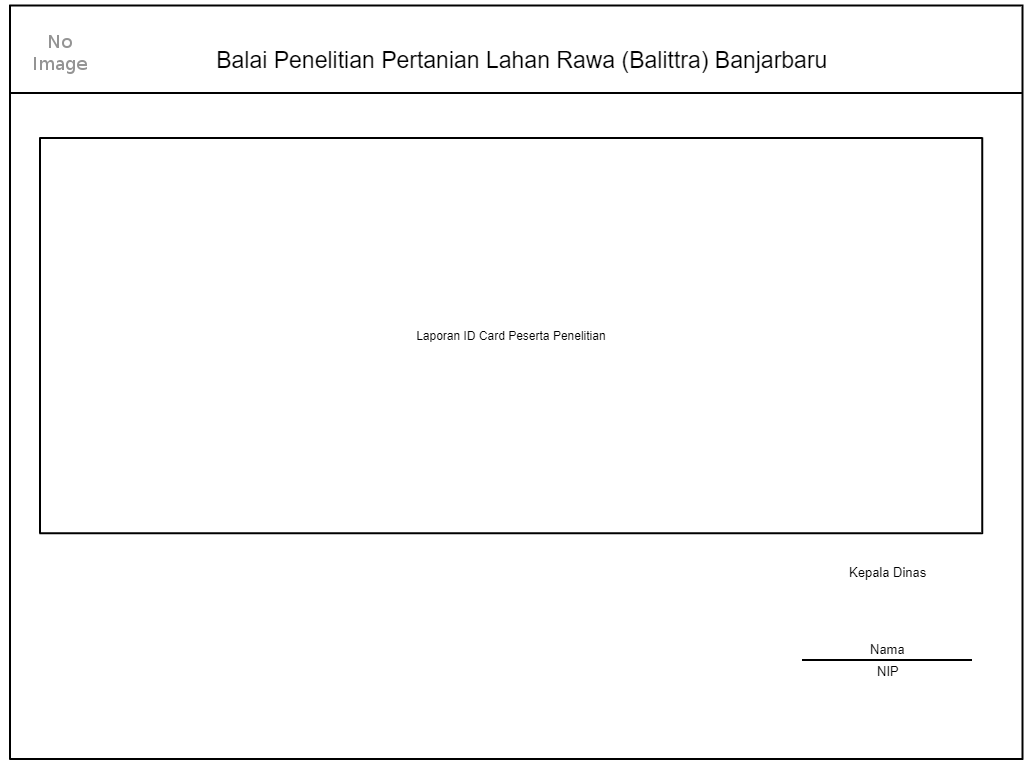 No
Image
Balai Penelitian Pertanian Lahan Rawa (Balittra) Banjarbaru
Laporan ID Card Peserta Penelitian
Kepala Dinas
Nama
NIP